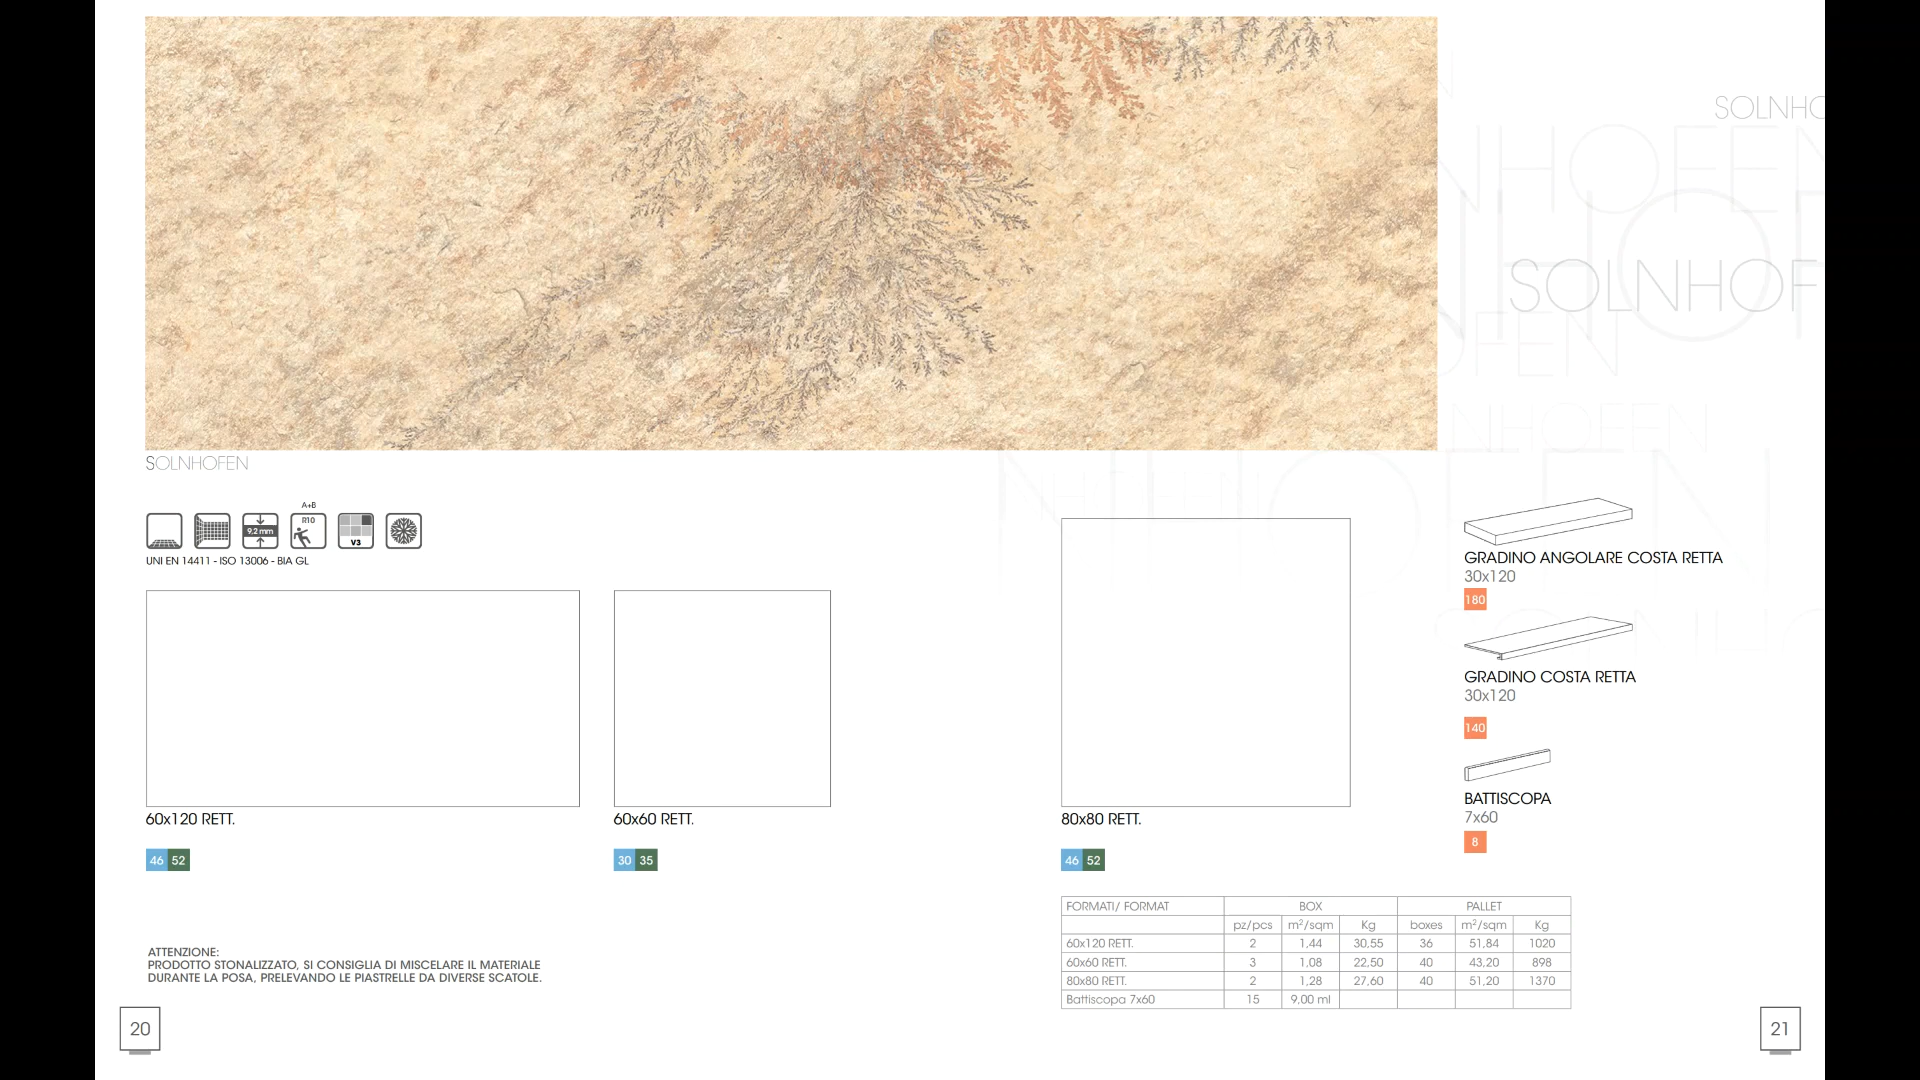 SOLNHOFEN
SOLNHOF
SOLNHOFEN
A+B
9,2 mm
R10
V3
UNI EN 14411 - ISO 13006 - BIA GL
60x120 RETT.
46 52
60x60 RETT.
30 35
80x80 RETT.
46 52
GRADINO ANGOLARE COSTA RETTA
30x120
180
GRADINO COSTA RETTA
30x120
140
BATTISCOPA
7x60
8
FORMATI/ FORMAT BOX PALLET
pz/pcs m²/sqm Kg boxes m²/sqm Kg
60x120 RETT. 2 1,44 30,55 36 51,84 1020
60x60 RETT. 3 1,08 22,50 40 43,20 898
80x80 RETT. 2 1,28 27,60 40 51,20 1370
Battiscopa 7x60 15 9,00 ml
ATTENZIONE:
PRODOTTO STONALIZZATO, SI CONSIGLIA DI MISCELARE IL MATERIALE
DURANTE LA POSA, PRELEVANDO LE PIASTRELLE DA DIVERSE SCATOLE.
20
21